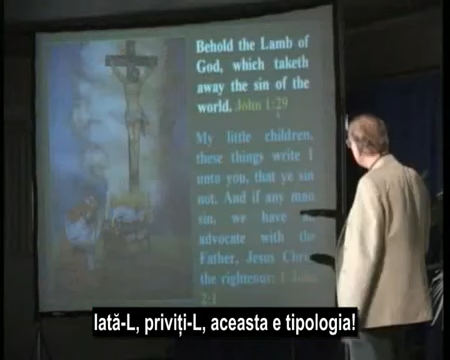 Behold the Lamb of
God, which taketh
away the sin of the
world. John 1:29
My little children,
these things write I
unto you, that ye sin
not. And if any man
sin, we have
advocate with the
Father, Jesus Chris
the righteour: 1 John
2:1
Iată-L, priviți-L, aceasta e tipologia!